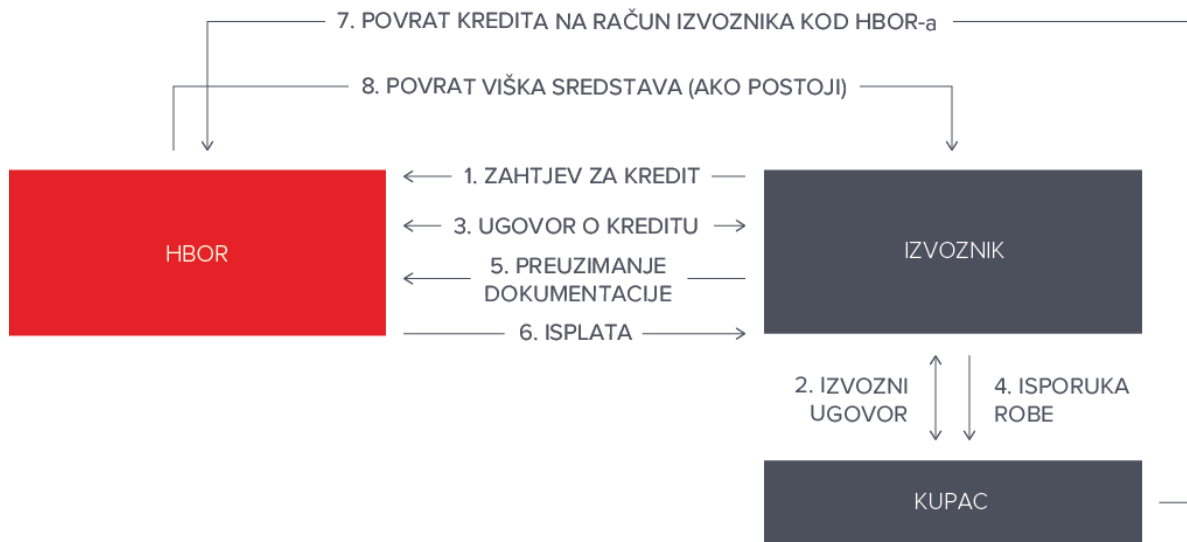 7. POVRAT KREDITA NA RAČUN IZVOZNIKA KOD HBOR-a
8. POVRAT VIŠKA SREDSTAVA (AKO POSTOJI)
1. ZAHTJEV ZA KREDIT
3. UGOVOR O KREDITU
HBOR
IZVOZNIK
5. PREUZIMANJE
DOKUMENTACIJE
6. ISPLATA
2. IZVOZNI
UGOVOR
4. ISPORUKA
ROBE
KUPAC